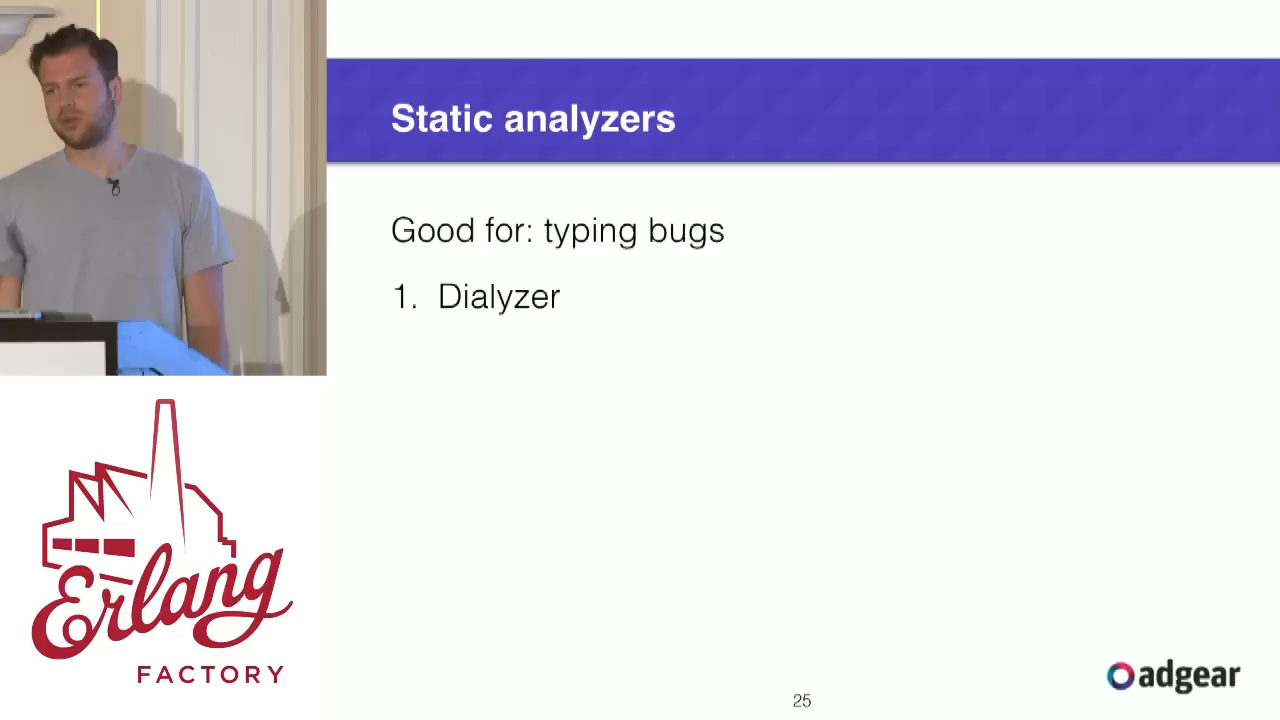 Static analyzers
Good for: typing bugs
1. Dialyzer
Erlang
FACTORY
adgear
25